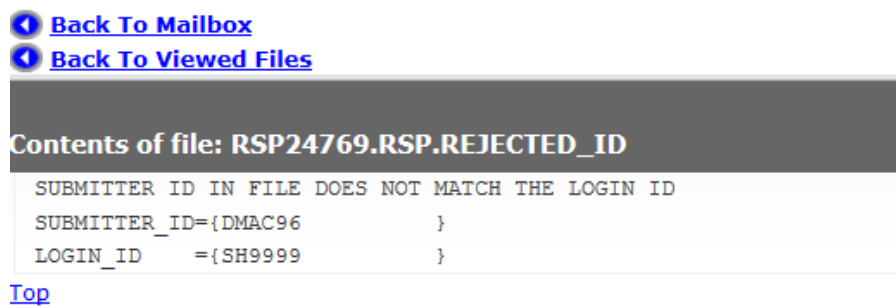 Back To Mailbox
Back To Viewed Files
Contents of file: RSP24769.RSP.REJECTED_ID
SUBMITTER ID IN FILE DOES NOT MATCH THE LOGIN ID
SUBMITTER_ID={DMAC96          }
LOGIN_ID    ={SH9999          }
Top